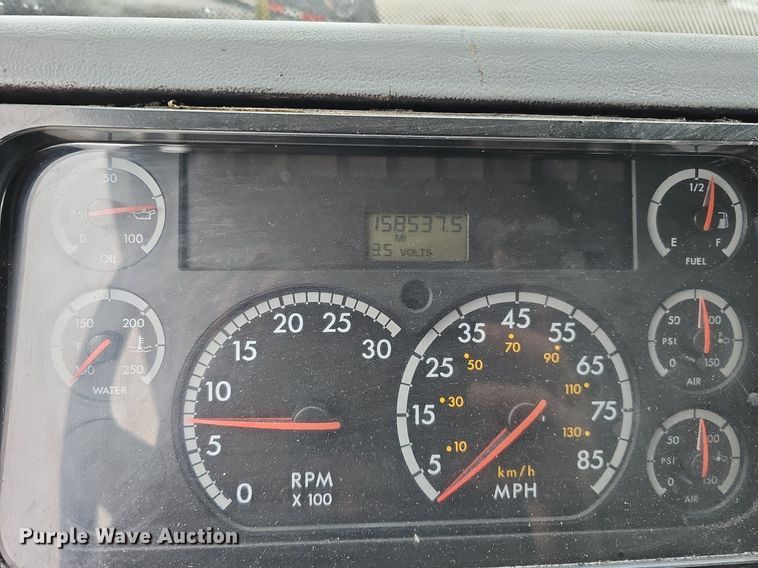 50
PSI
0 100
OIL
158537.5
MI
13.5 VOLTS
1/2
E F
FUEL
150 200
F
100 250
WATER
0 5 10 15 20 25 30
RPM
X 100
5 15 25 35 45 55 65 75 85
10 30 50 70 90 110 130
km/h
MPH
50 100
PSI
0 150
AIR
50 100
PSI
0 150
AIR
Purple Wave Auction